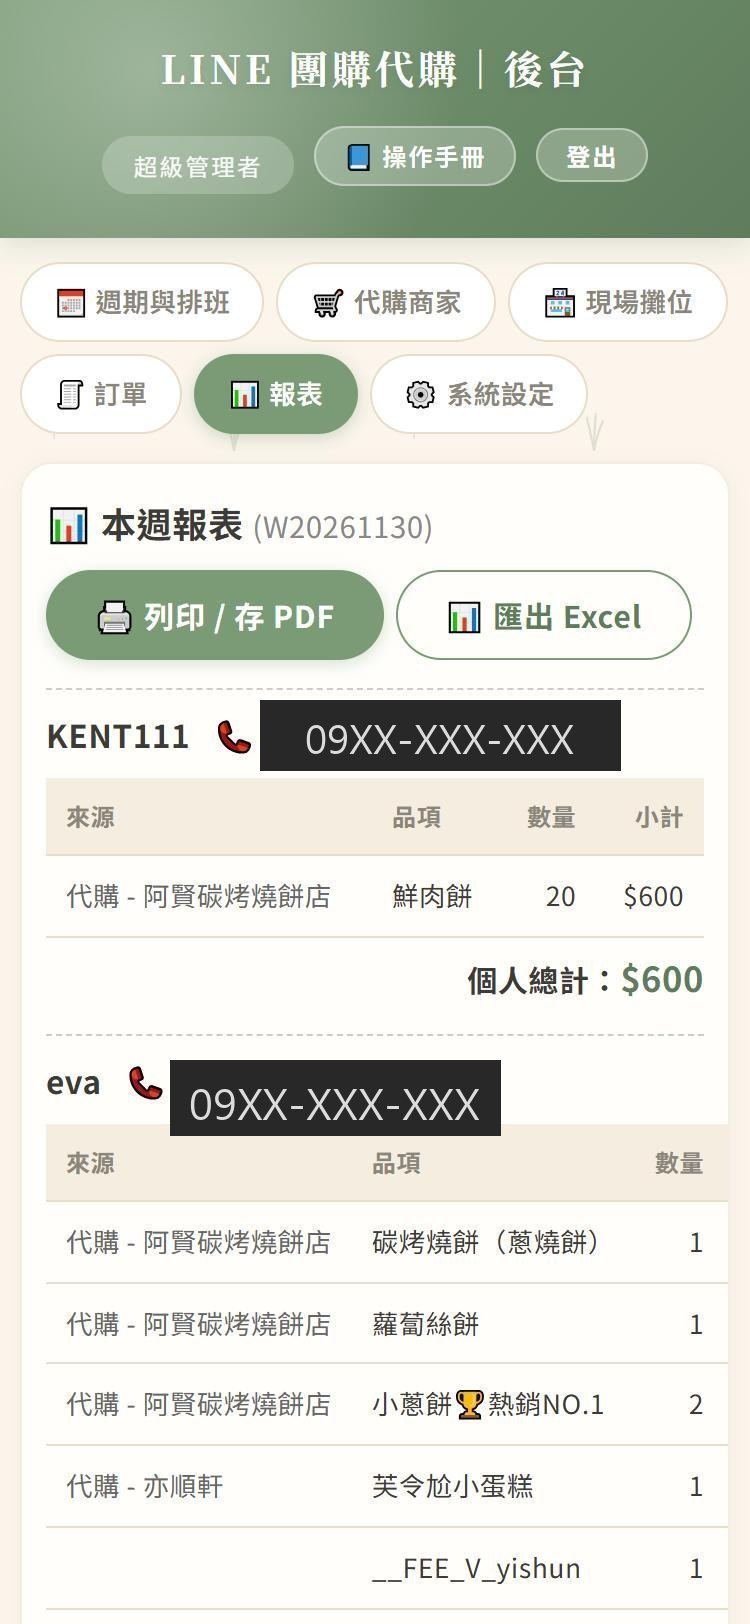 LINE 團購代購｜後台
超級管理者 操作手冊 登出
週期與排班 代購商家 現場攤位
訂單 報表 系統設定
本週報表 (W20261130)
列印 / 存 PDF 匯出 Excel
KENT111 09XX-XXX-XXX
來源 品項 數量 小計
代購 - 阿賢碳烤燒餅店 鮮肉餅 20 $600
個人總計：$600
eva 09XX-XXX-XXX
來源 品項 數量
代購 - 阿賢碳烤燒餅店 碳烤燒餅（蔥燒餅） 1
代購 - 阿賢碳烤燒餅店 蘿蔔絲餅 1
代購 - 阿賢碳烤燒餅店 小蔥餅🏆熱銷NO.1 2
代購 - 亦順軒 芙令尬小蛋糕 1
__FEE_V_yishun 1